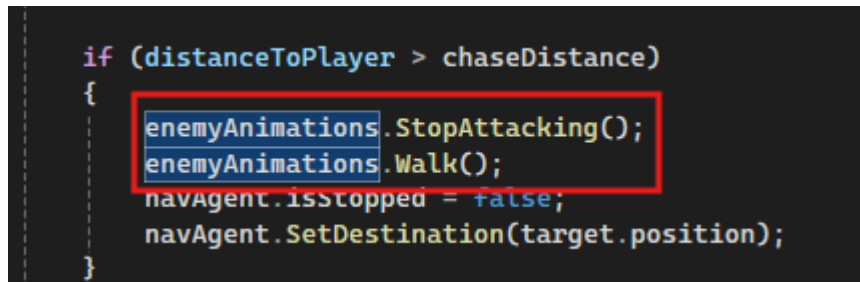 if (distanceToPlayer > chaseDistance)
{
enemyAnimations.StopAttacking();
enemyAnimations.Walk();
navAgent.isStopped = false;
navAgent.SetDestination(target.position);
}